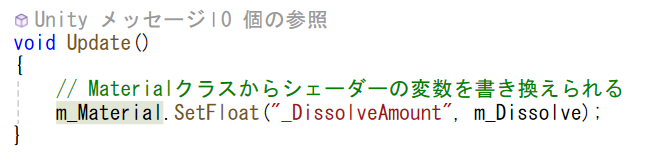 Unity メッセージ|0 個の参照
void Update()
{
// Materialクラスからシェーダーの変数を書き換えられる
m_Material.SetFloat("_DissolveAmount", m_Dissolve);
}